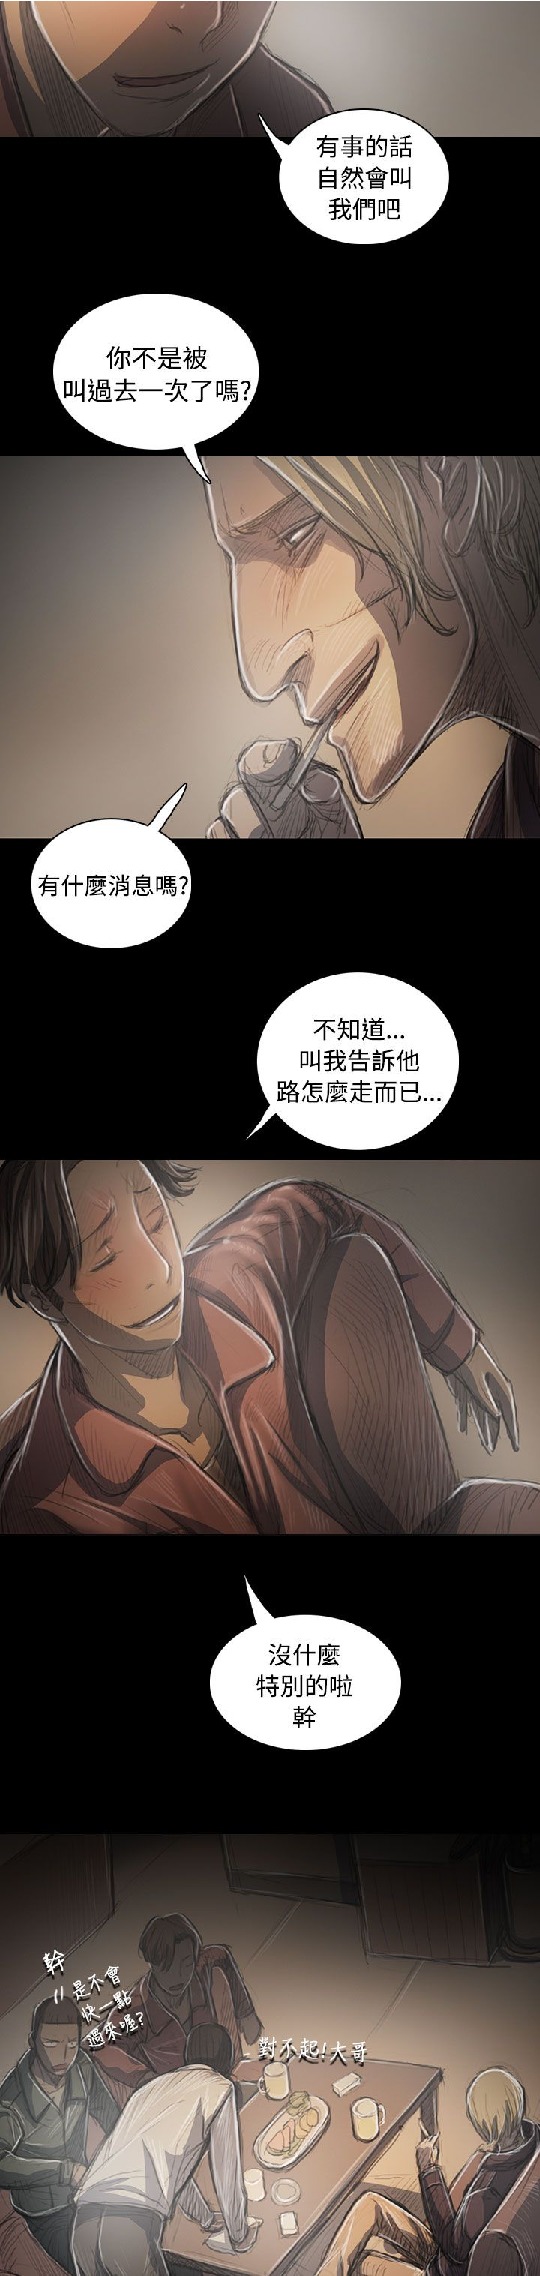 有事的話
自然會叫
我們吧
你不是被
叫過去一次了嗎?
有什麼消息嗎?
不知道...
叫我告訴他
路怎麼走而已...
沒什麼
特別的啦
幹
幹
是不會
快一點
過來喔?
對不起!大哥